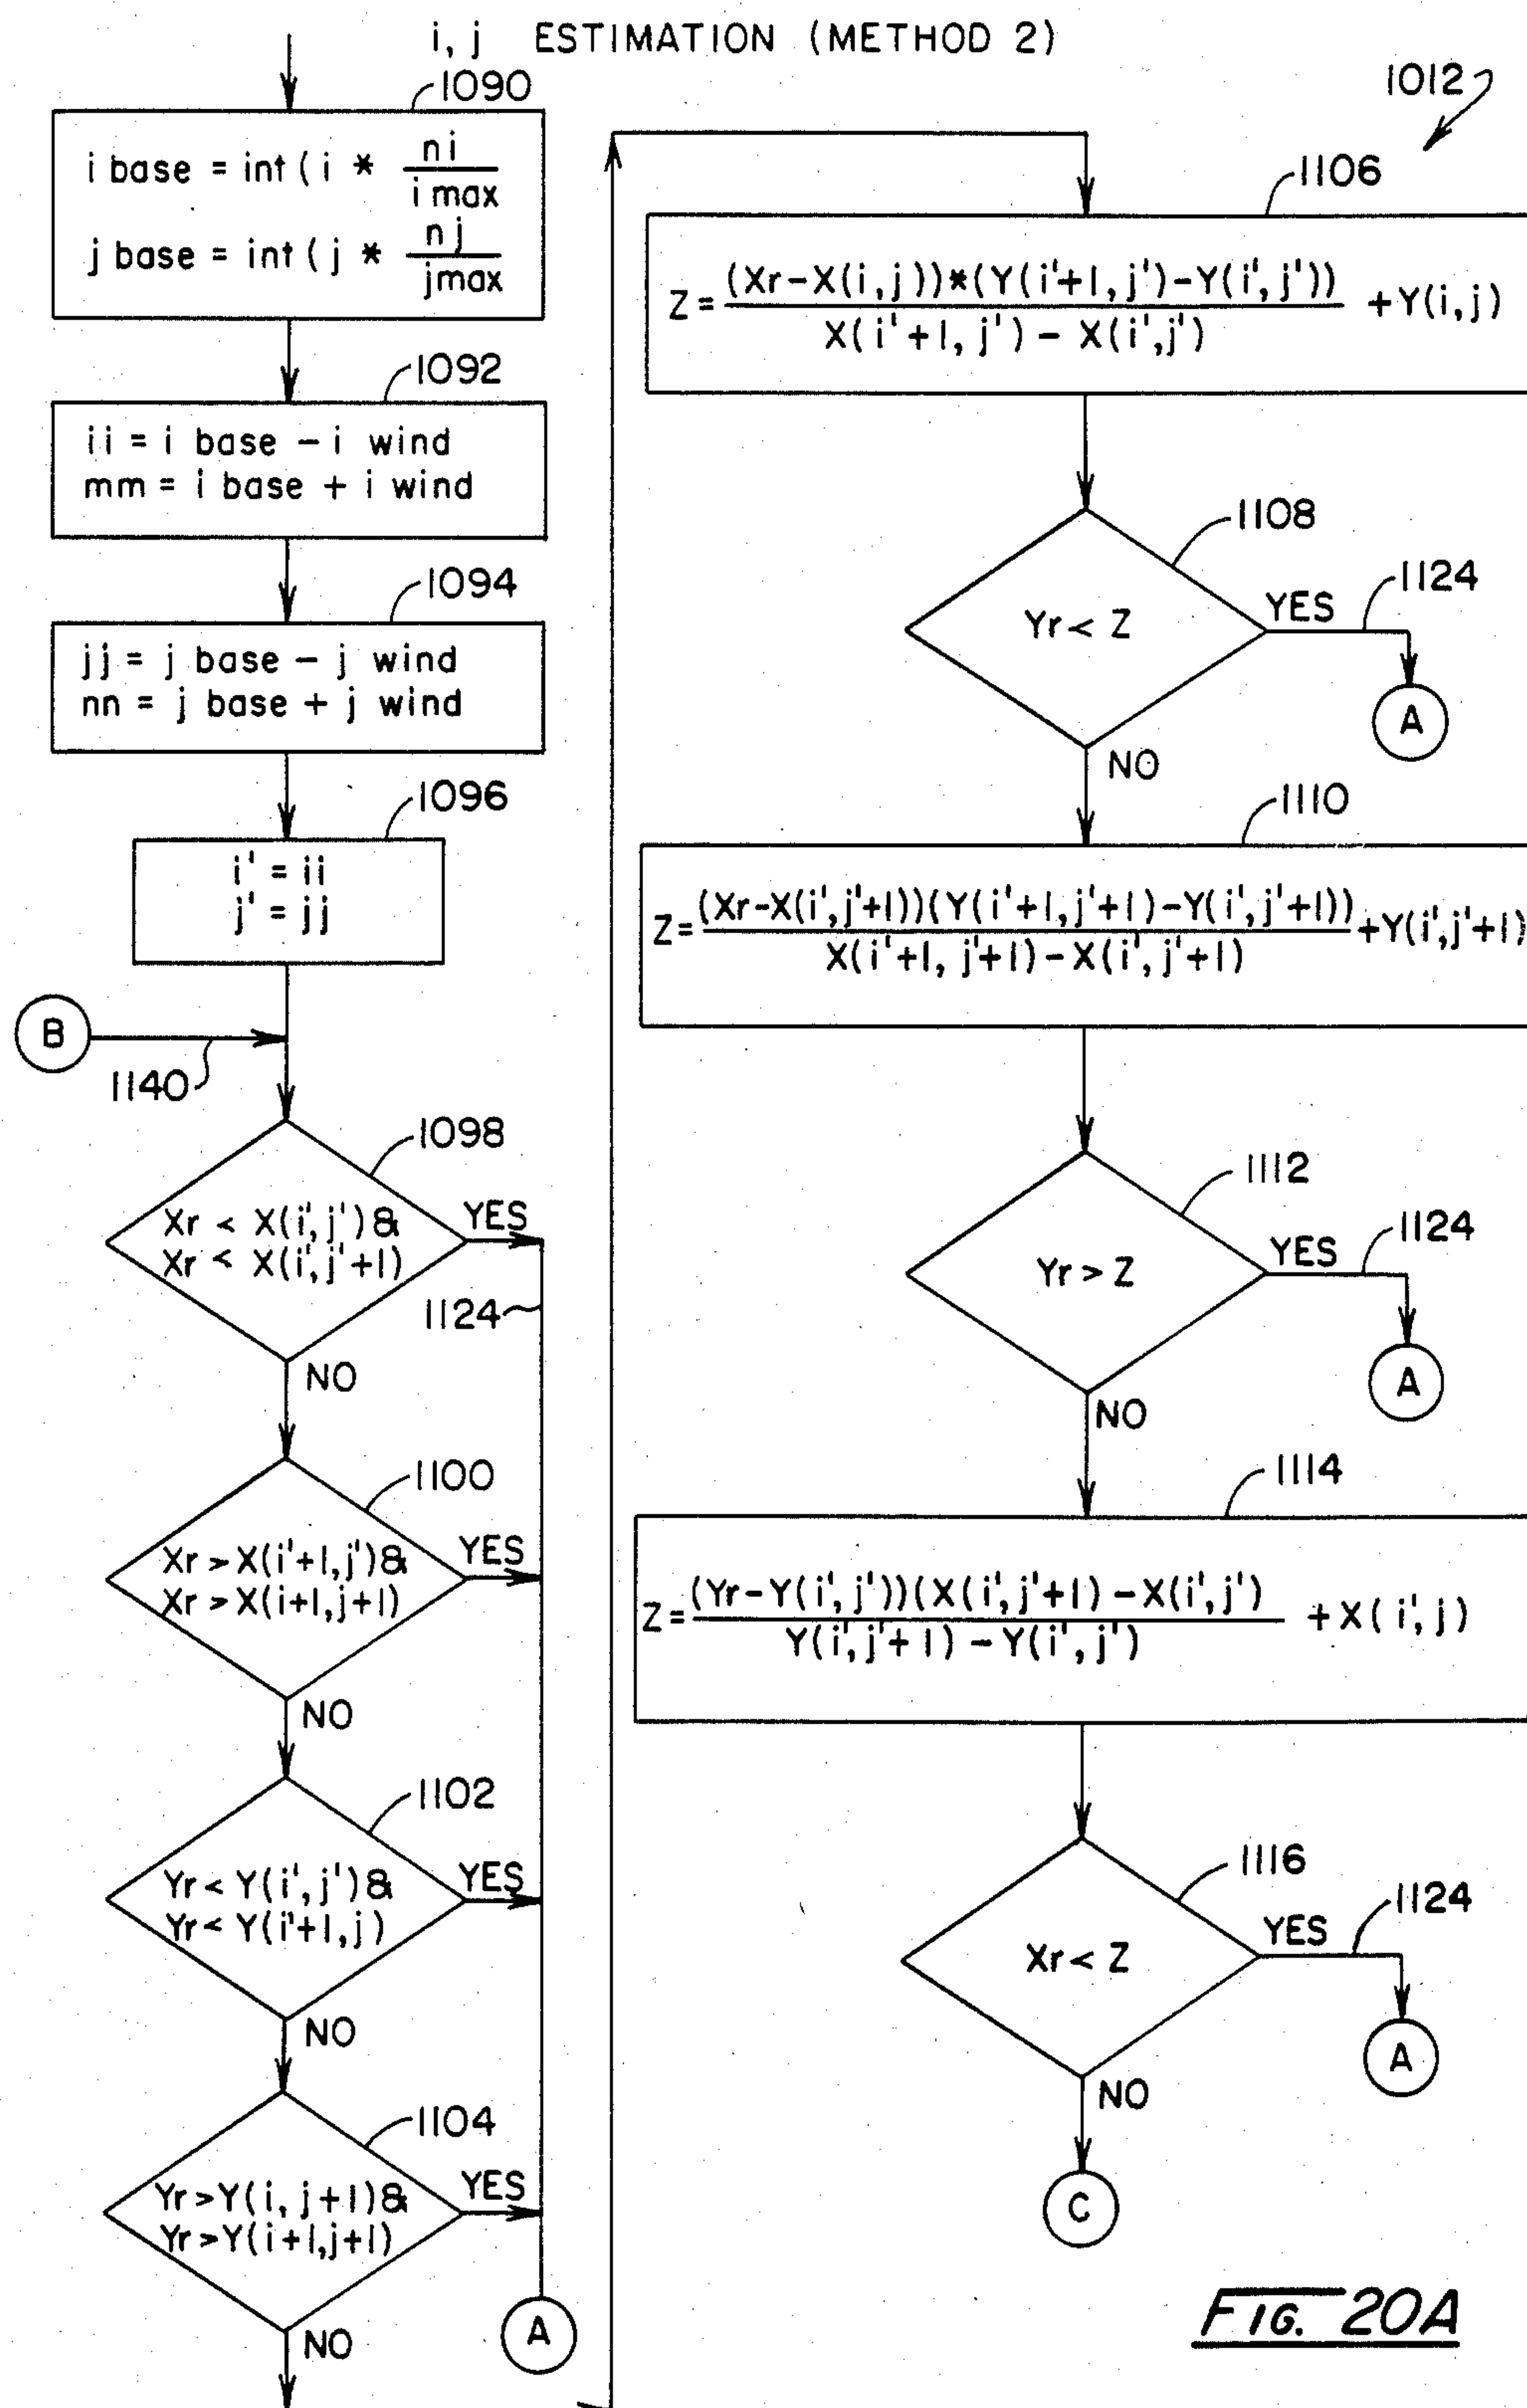 i, j ESTIMATION (METHOD 2)
1090
i base = int ( i * ni
i max
j base = int ( j * nj
jmax
1092
ii = i base - i wind
mm = i base + i wind
1094
jj = j base - j wind
nn = j base + j wind
1096
i' = ii
j' = jj
B
1140
1098
Xr < X(i',j')&
Xr < X(i',j'+1)
YES
1124
NO
1100
Xr > X(i'+1,j')&
Xr > X(i+1,j+1)
YES
NO
1102
Yr < Y(i',j')&
Yr < Y(i'+1,j)
YES
NO
1104
Yr > Y(i, j+1)&
Yr > Y(i+1,j+1)
YES
NO
A
1012
1106
Z = (Xr-X(i,j))*(Y(i'+1,j')-Y(i',j')) + Y(i,j)
X(i'+1, j') - X(i',j')
1108
Yr < Z
YES
1124
A
NO
1110
Z = (Xr-X(i',j'+1))(Y(i'+1,j'+1)-Y(i',j'+1)) + Y(i',j'+1)
X(i'+1, j'+1) - X(i',j'+1)
1112
Yr > Z
YES
1124
A
NO
1114
Z = (Yr-Y(i',j'))(X(i',j'+1) - X(i',j') + X(i',j)
Y(i',j'+1) - Y(i',j')
1116
Xr < Z
YES
1124
A
NO
C
FIG. 20A